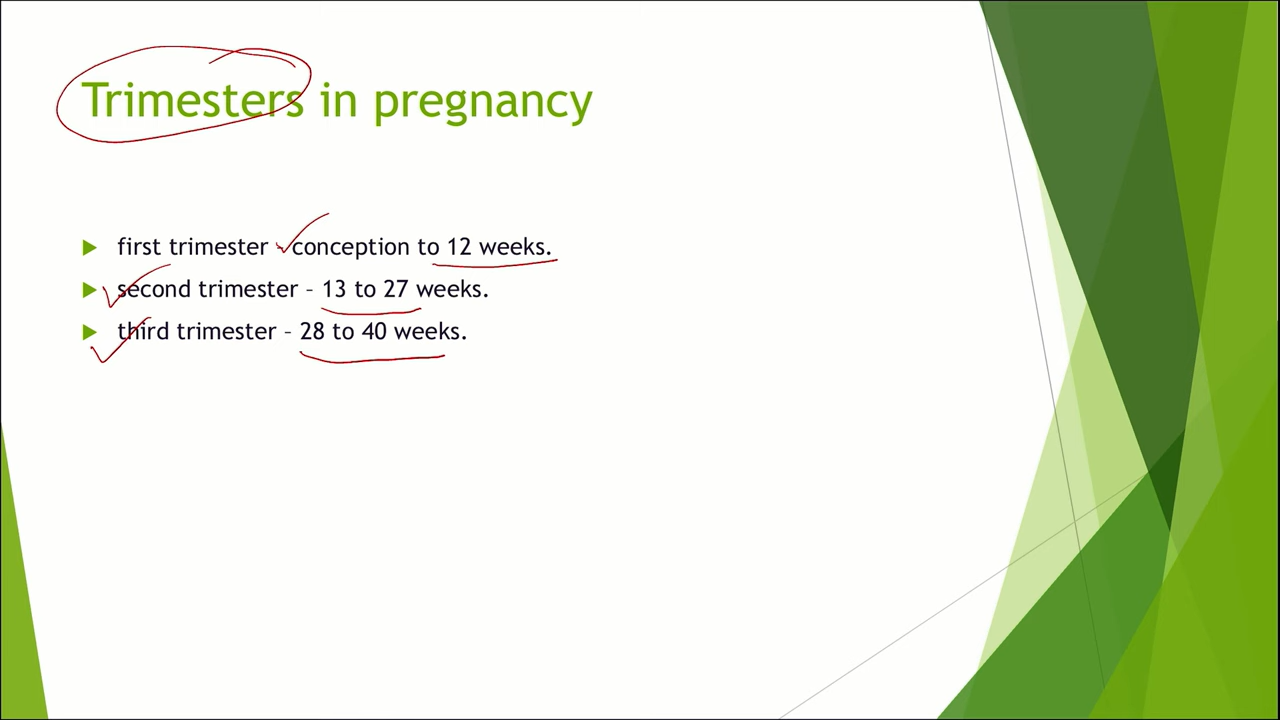 Trimesters in pregnancy
first trimester - conception to 12 weeks.
second trimester – 13 to 27 weeks.
third trimester – 28 to 40 weeks.